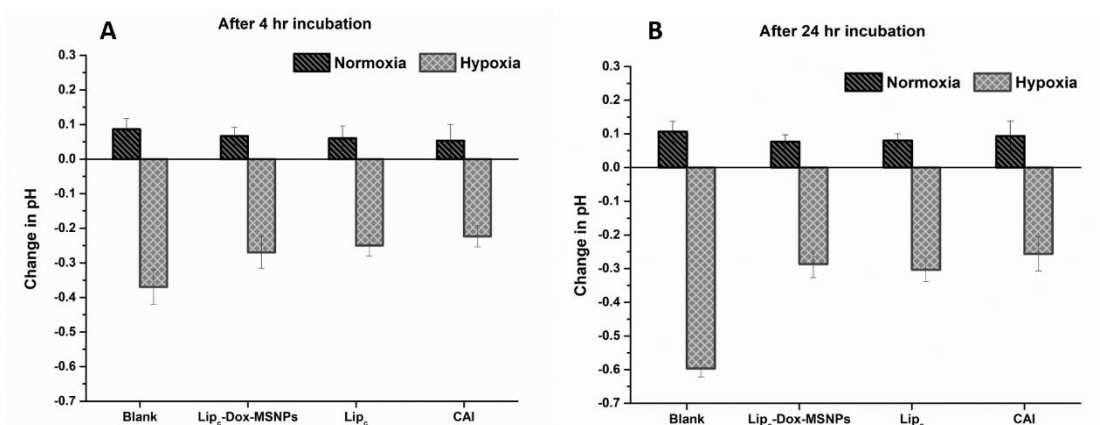 A
After 4 hr incubation
Normoxia
Hypoxia
Change in pH
0.3
0.2
0.1
0.0
-0.1
-0.2
-0.3
-0.4
-0.5
-0.6
-0.7
Blank
Lip₆-Dox-MSNPs
Lip₆
CAI
B
After 24 hr incubation
Normoxia
Hypoxia
Change in pH
0.3
0.2
0.1
0.0
-0.1
-0.2
-0.3
-0.4
-0.5
-0.6
-0.7
Blank
-Dox-MSNPs
CAI